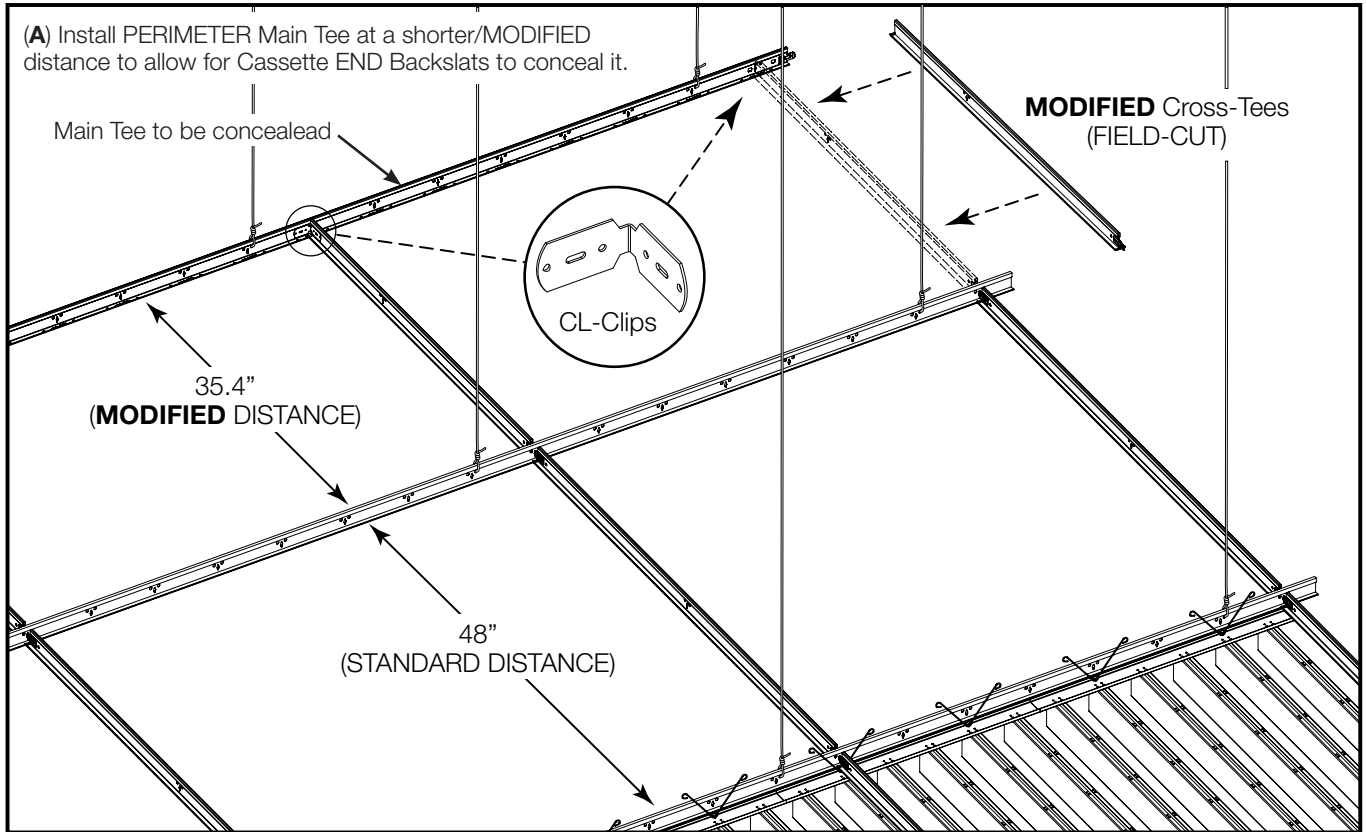 (A) Install PERIMETER Main Tee at a shorter/MODIFIED
distance to allow for Cassette END Backslats to conceal it.
Main Tee to be concealead
MODIFIED Cross-Tees
(FIELD-CUT)
CL-Clips
35.4”
(MODIFIED DISTANCE)
48”
(STANDARD DISTANCE)